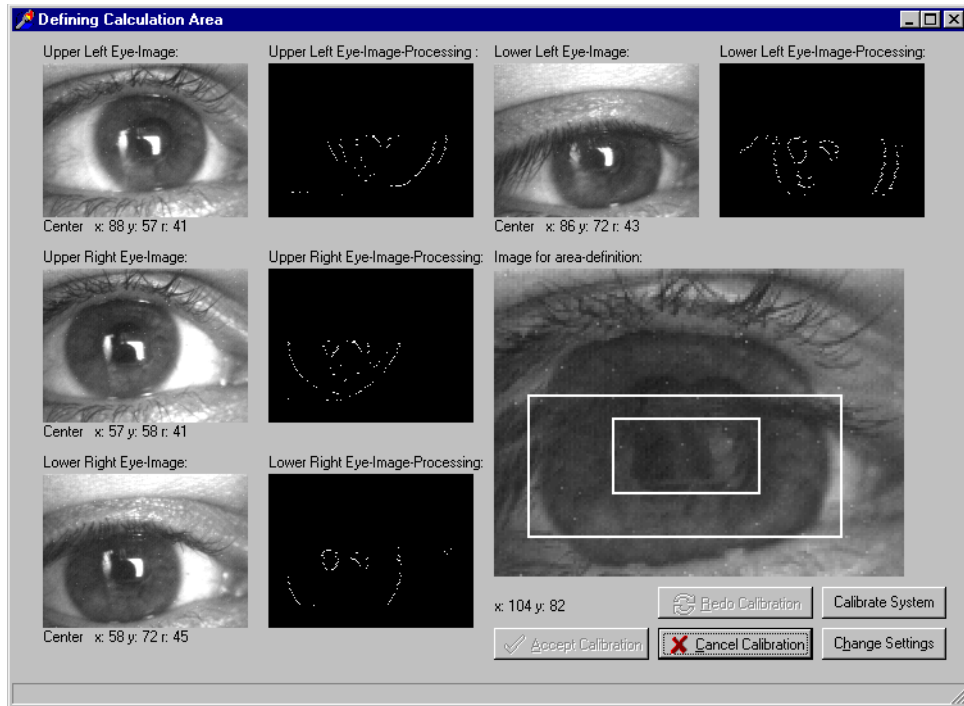 Defining Calculation Area
Upper Left Eye-Image:
Upper Left Eye-Image-Processing :
Lower Left Eye-Image:
Lower Left Eye-Image-Processing:
Center x: 88 y: 57 r: 41
Center x: 86 y: 72 r: 43
Upper Right Eye-Image:
Upper Right Eye-Image-Processing:
Image for area-definition:
Center x: 57 y: 58 r: 41
Lower Right Eye-Image:
Lower Right Eye-Image-Processing:
Center x: 58 y: 72 r: 45
x: 104 y: 82
Redo Calibration
Calibrate System
Accept Calibration
Cancel Calibration
Change Settings